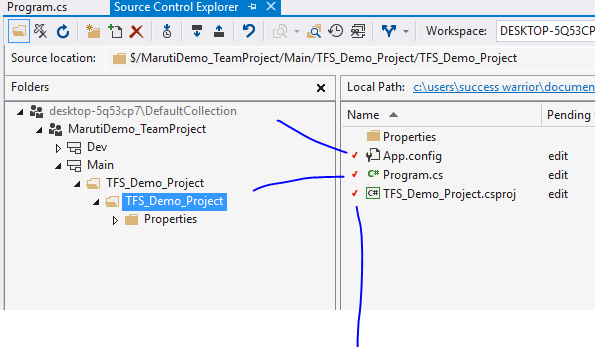 Program.cs Source Control Explorer
Workspace: DESKTOP-5Q53CP
Source location: $/MarutiDemo_TeamProject/Main/TFS_Demo_Project/TFS_Demo_Project
Folders
Local Path: c:\users\success warrior\documen
desktop-5q53cp7\DefaultCollection
MarutiDemo_TeamProject
Dev
Main
TFS_Demo_Project
TFS_Demo_Project
Properties
Name Pending
Properties
App.config edit
C# Program.cs edit
C# TFS_Demo_Project.csproj edit